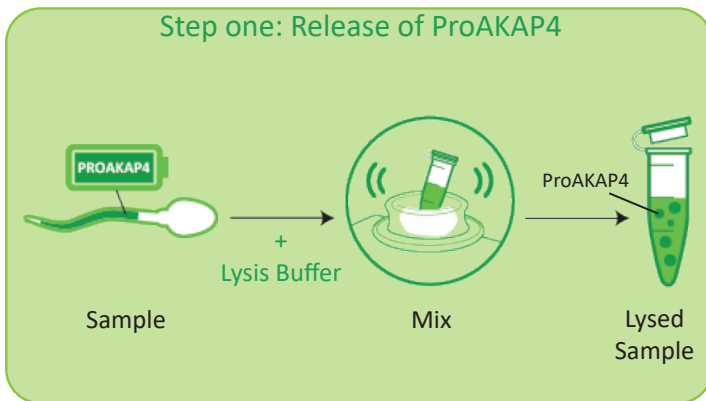 Step one: Release of ProAKAP4
PROAKAP4
ProAKAP4
+
Lysis Buffer
Sample
Mix
Lysed
Sample